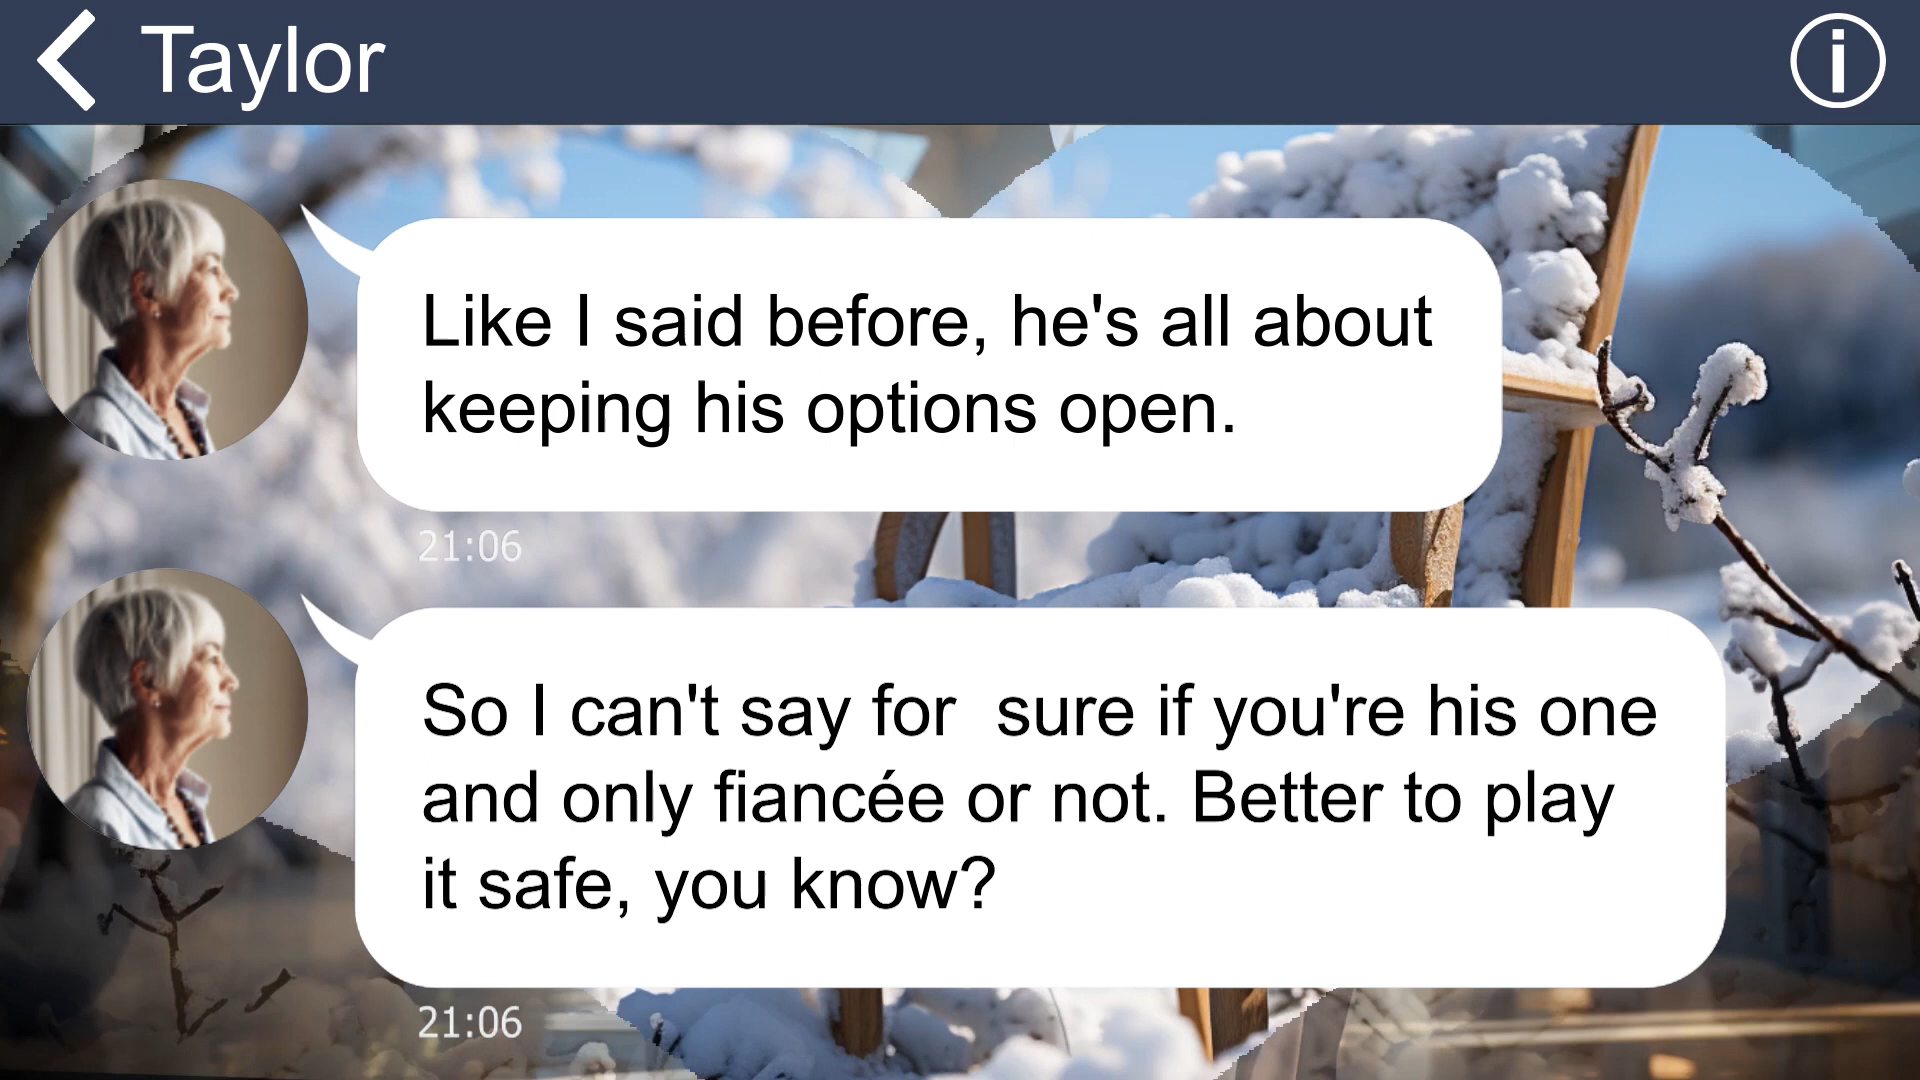 Taylor
Like I said before, he's all about
keeping his options open.
21:06
So I can't say for  sure if you're his one
and only fiancée or not. Better to play
it safe, you know?
21:06